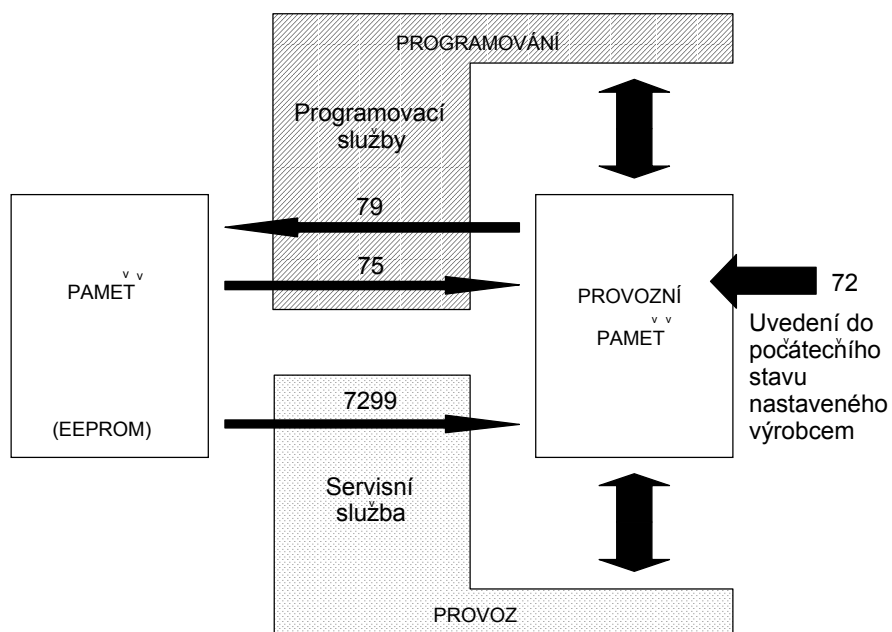 PROGRAMOVÁNÍ
Programovací
služby
79
75
PAMĚŤ
(EEPROM)
PROVOZNÍ
PAMĚŤ
72
Uvedení do
počátečního
stavu
nastaveného
výrobcem
7299
Servisní
služba
PROVOZ